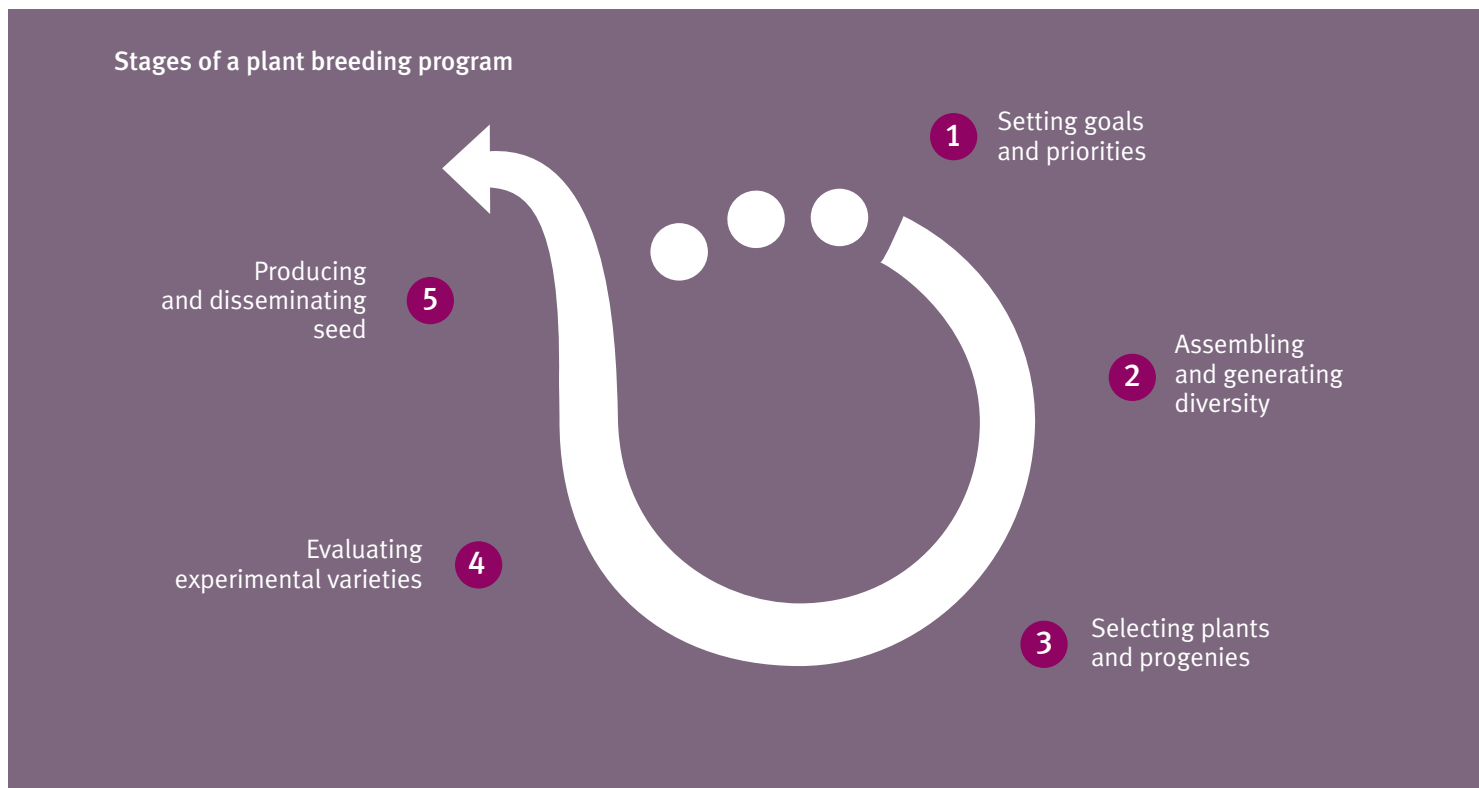 Stages of a plant breeding program
1
Setting goals
and priorities
2
Assembling
and generating
diversity
3
Selecting plants
and progenies
4
Evaluating
experimental varieties
5
Producing
and disseminating
seed